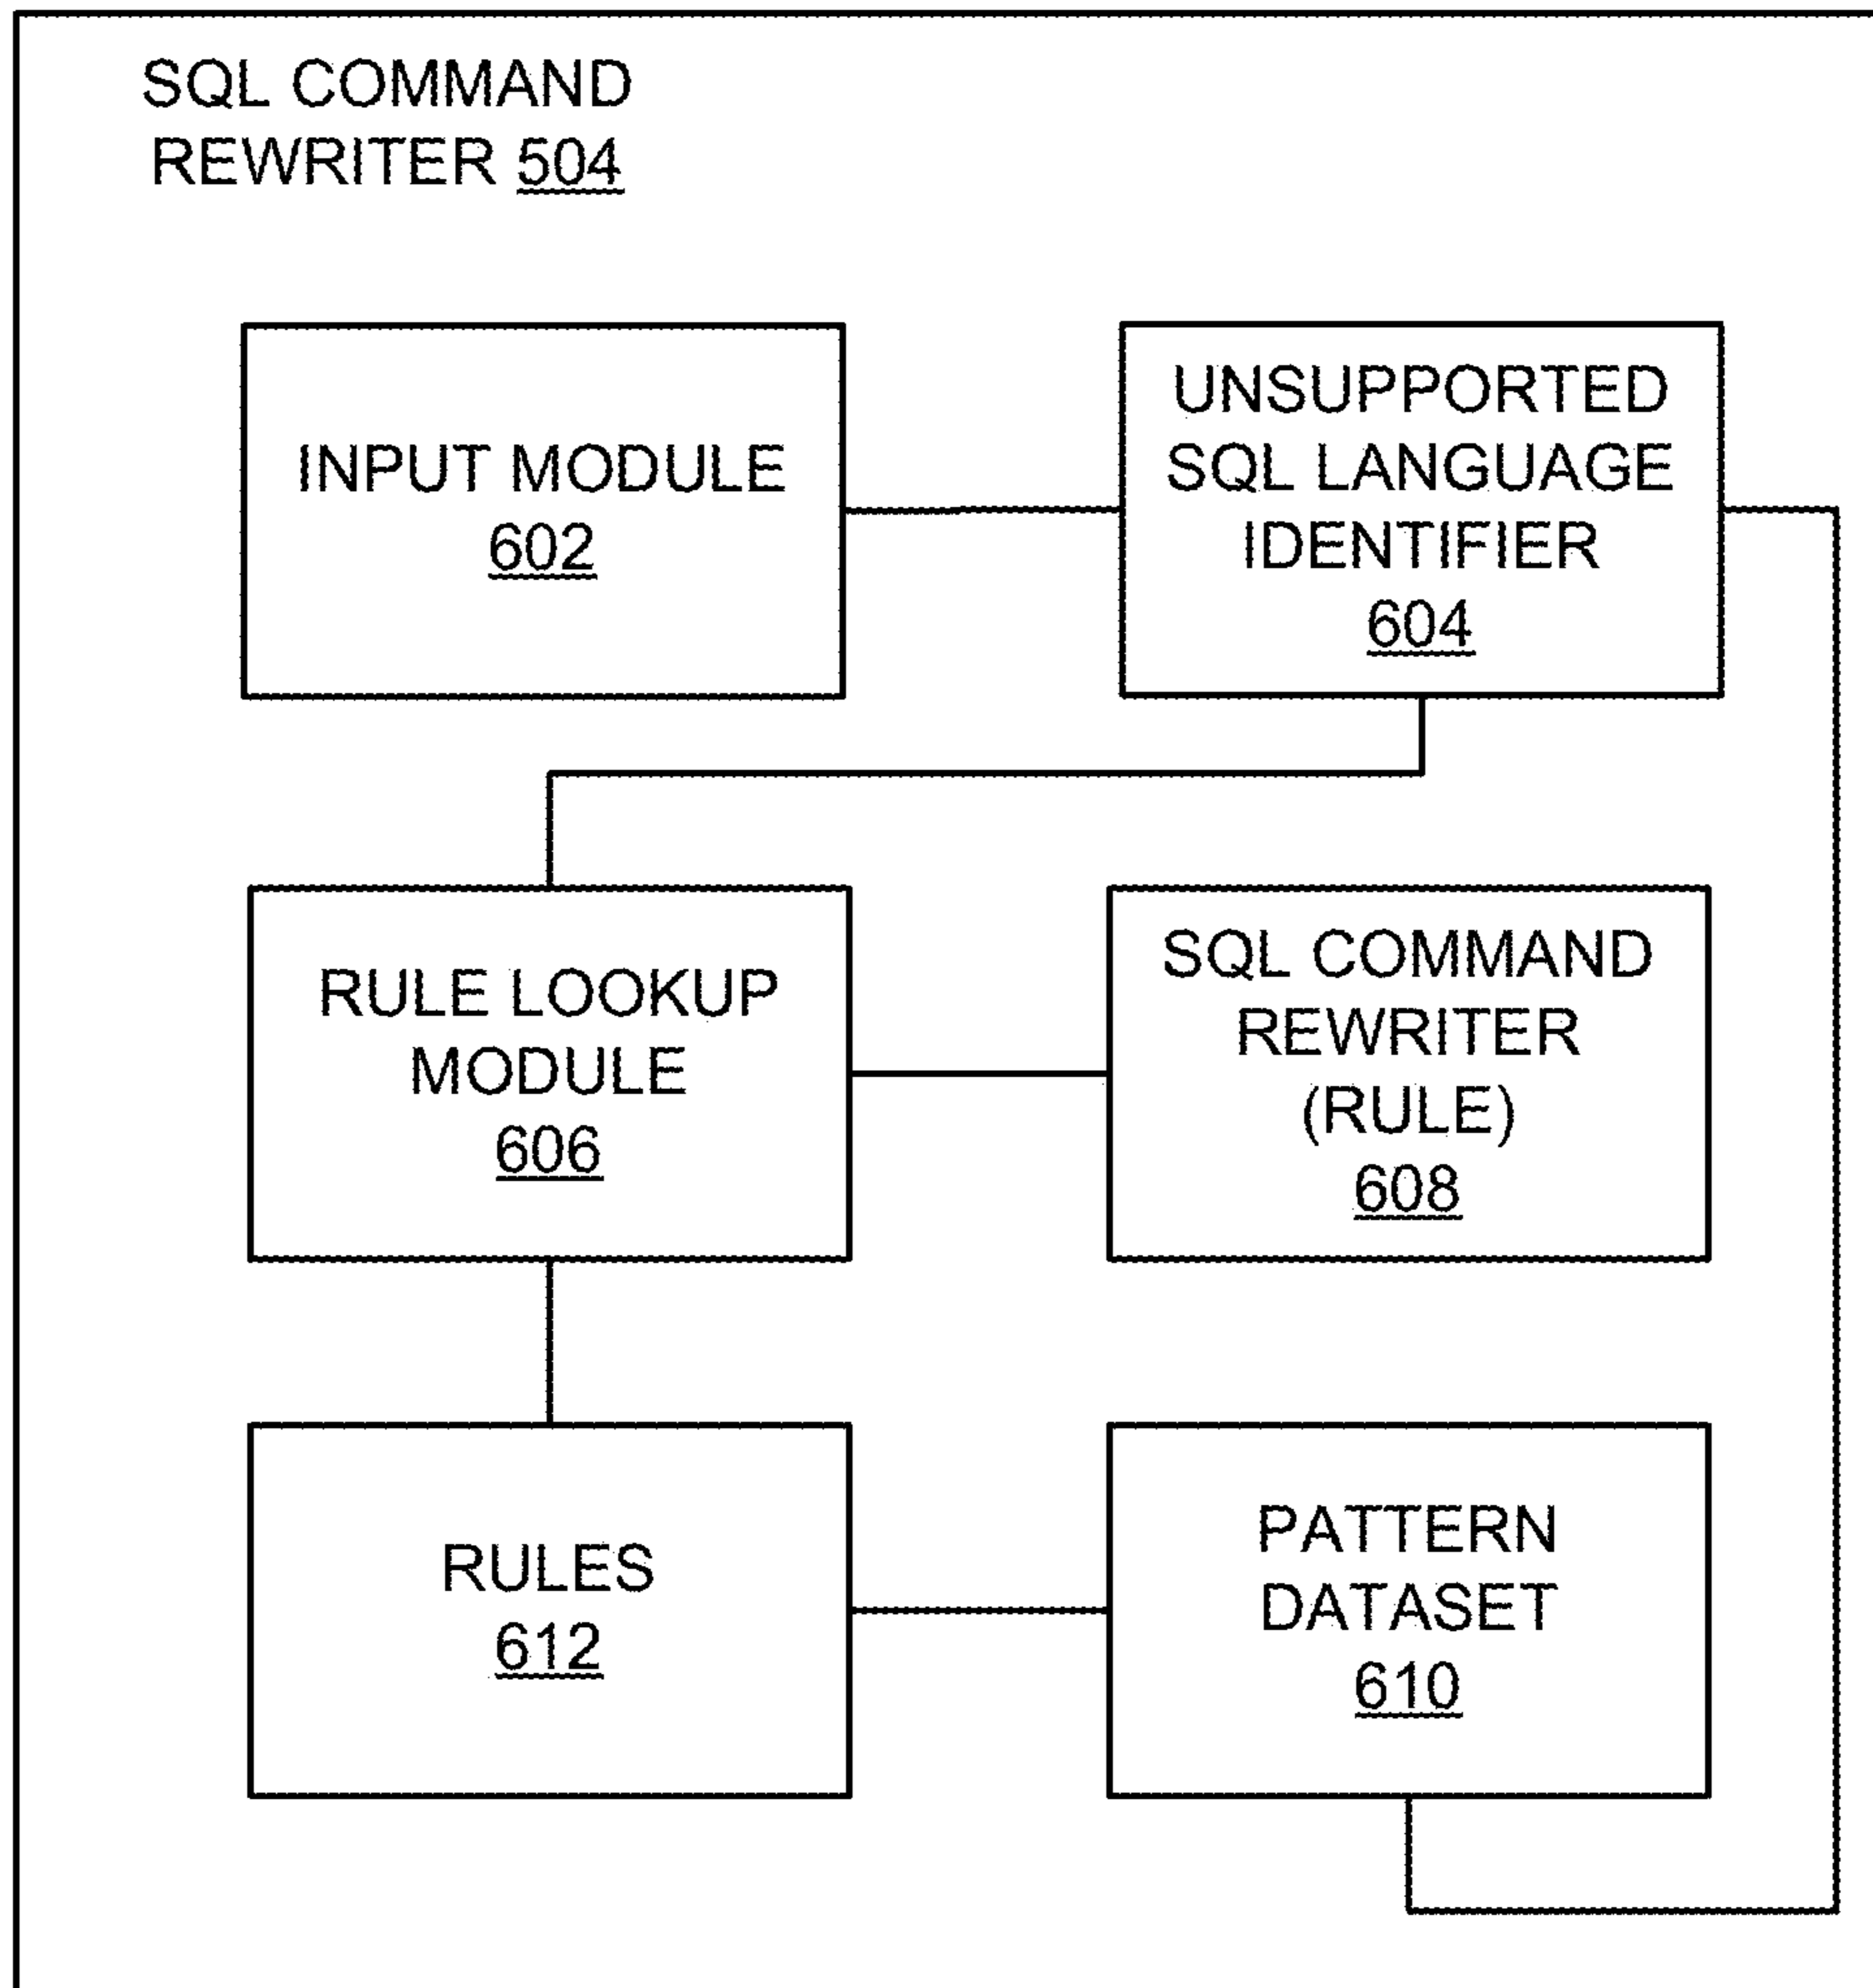 SQL COMMAND
REWRITER 504
INPUT MODULE
602
UNSUPPORTED
SQL LANGUAGE
IDENTIFIER
604
RULE LOOKUP
MODULE
606
SQL COMMAND
REWRITER
(RULE)
608
RULES
612
PATTERN
DATASET
610